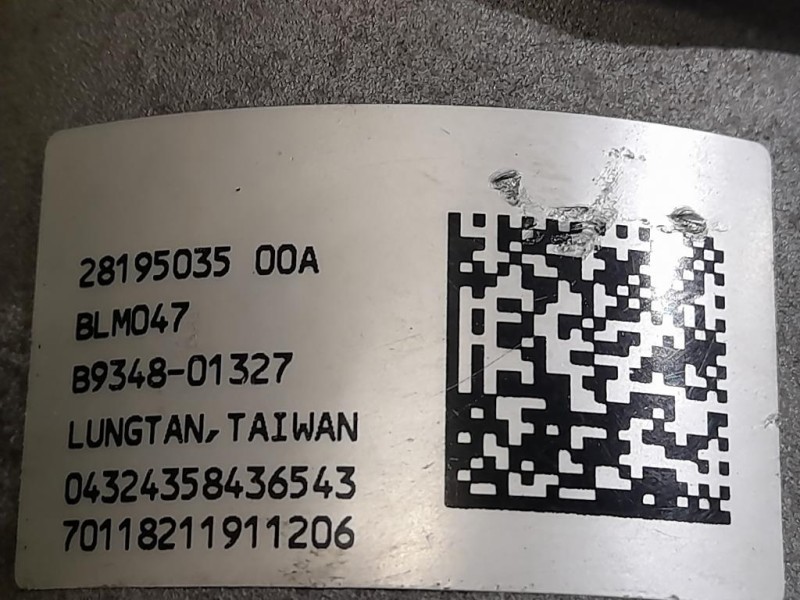 28195035 00A
BLM047
B9348-01327
LUNGTAN, TAIWAN
04324358436543
70118211911206